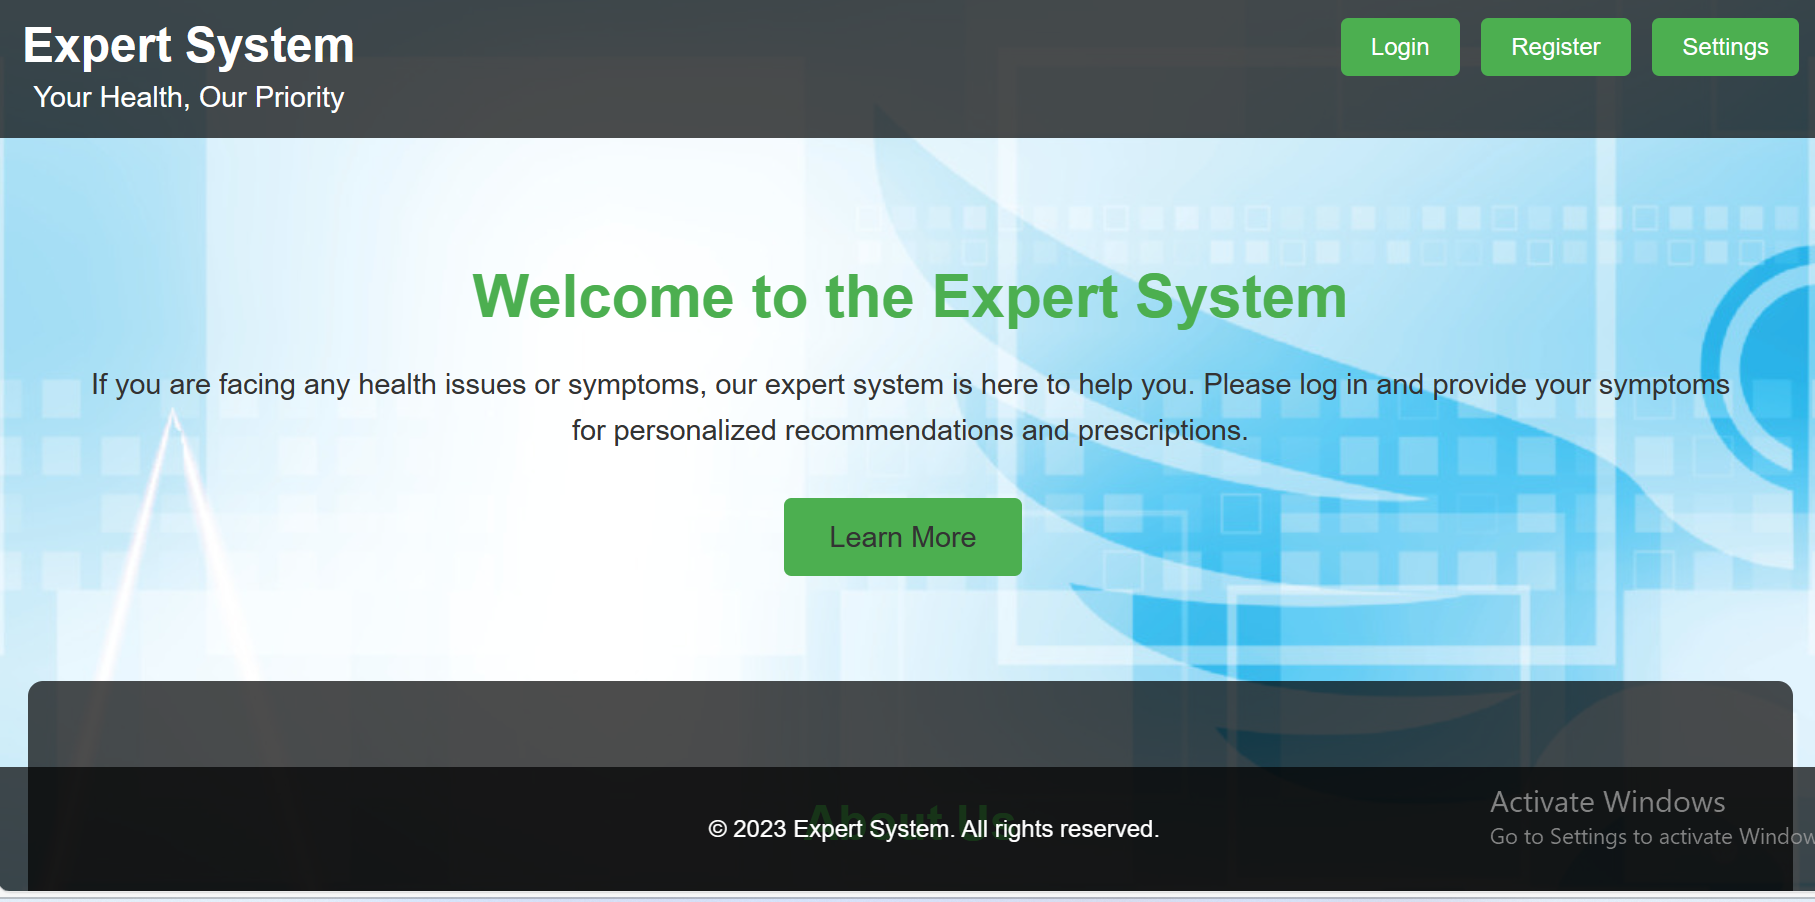 Expert System
Your Health, Our Priority
Login
Register
Settings
Welcome to the Expert System
If you are facing any health issues or symptoms, our expert system is here to help you. Please log in and provide your symptoms
for personalized recommendations and prescriptions.
Learn More
About Us
© 2023 Expert System. All rights reserved.
Activate Windows
Go to Settings to activate Window